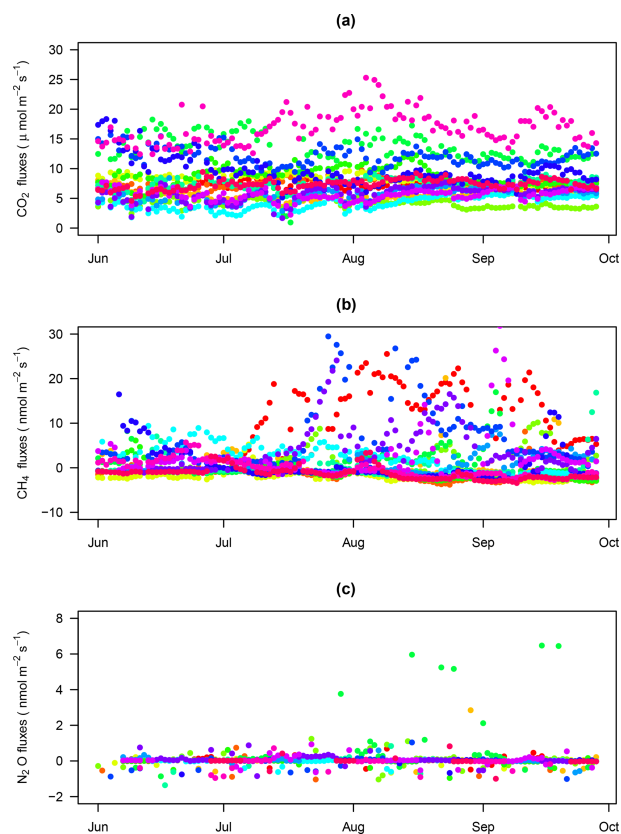 (a)
CO₂ fluxes ( μ mol m⁻² s⁻¹)
30
25
20
15
10
5
0
Jun Jul Aug Sep Oct
(b)
CH₄ fluxes ( nmol m⁻² s⁻¹)
30
20
10
0
−10
Jun Jul Aug Sep Oct
(c)
N₂ O fluxes ( nmol m⁻² s⁻¹)
8
6
4
2
0
−2
Jun Jul Aug Sep Oct